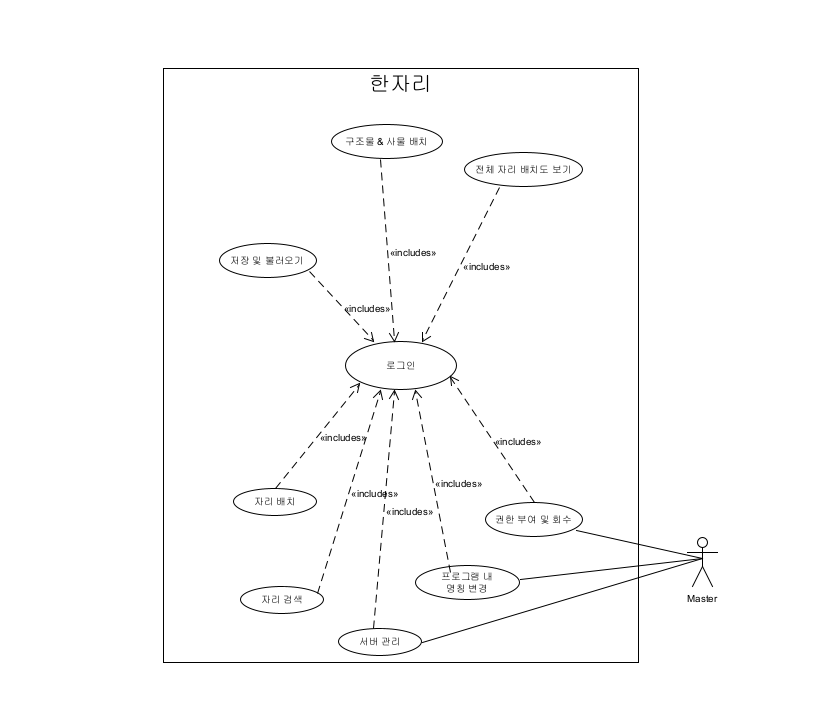 한자리
구조물 & 사물 배치
전체 자리 배치도 보기
저장 및 불러오기
«includes»
«includes»
«includes»
로그인
«includes»
«includes»
«includes»
«includes»
«includes»
자리 배치
권한 부여 및 회수
프로그램 내
명칭 변경
자리 검색
Master
서버 관리